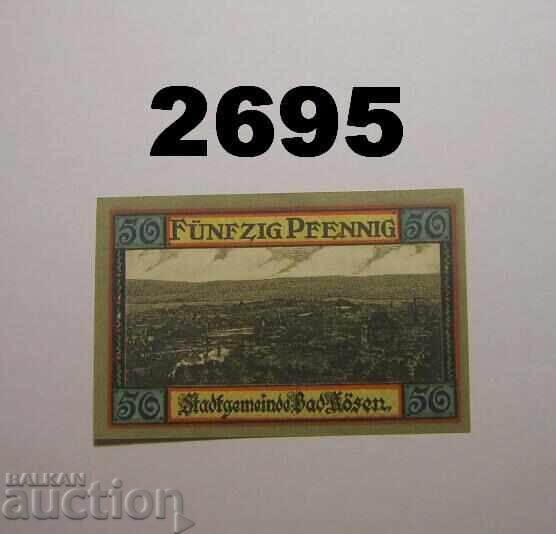 2695
50 FÜNFZIG PFENNIG 50
50 Stadtgemeinde Bad Kösen. 50
BALKAN
auction